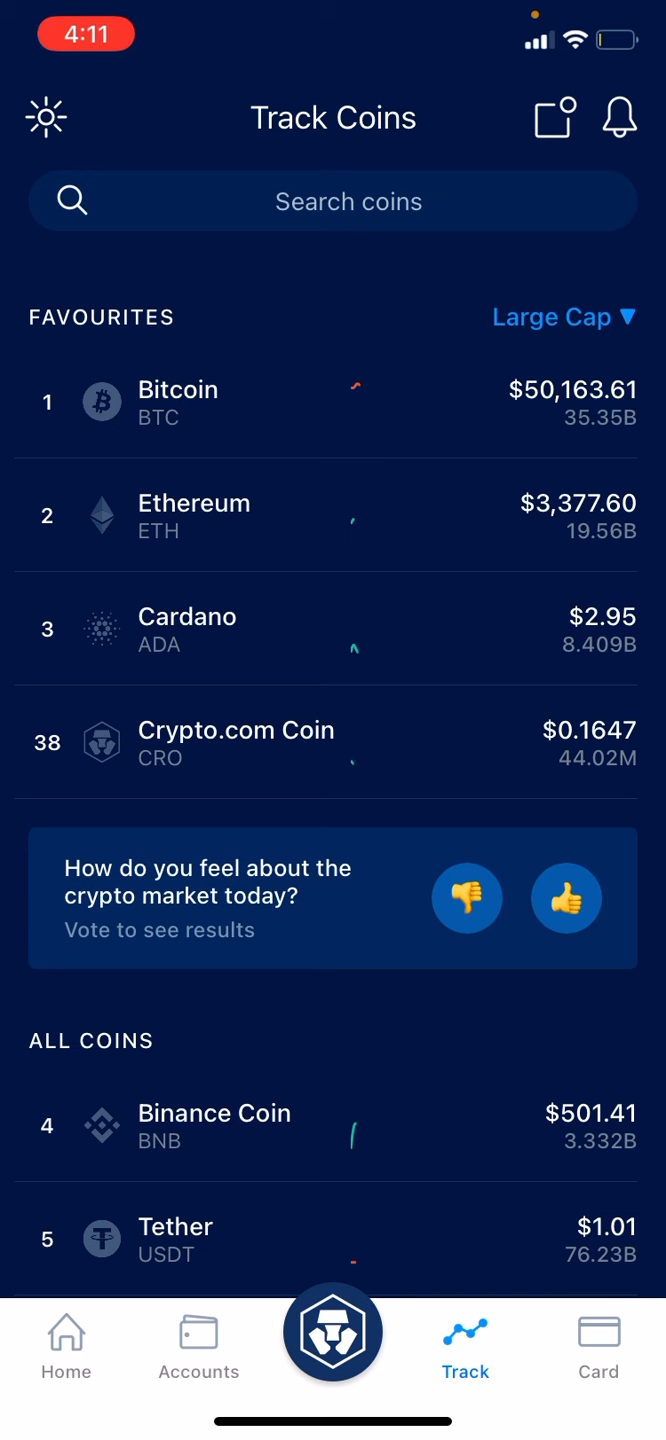 4:11
Track Coins
Search coins
FAVOURITES
Large Cap ▼
1
Bitcoin
$50,163.61
BTC
35.35B
2
Ethereum
$3,377.60
ETH
19.56B
3
Cardano
$2.95
ADA
8.409B
38
Crypto.com Coin
$0.1647
CRO
44.02M
How do you feel about the
crypto market today?
Vote to see results
ALL COINS
4
Binance Coin
$501.41
BNB
3.332B
5
Tether
$1.01
USDT
76.23B
Home
Accounts
Track
Card